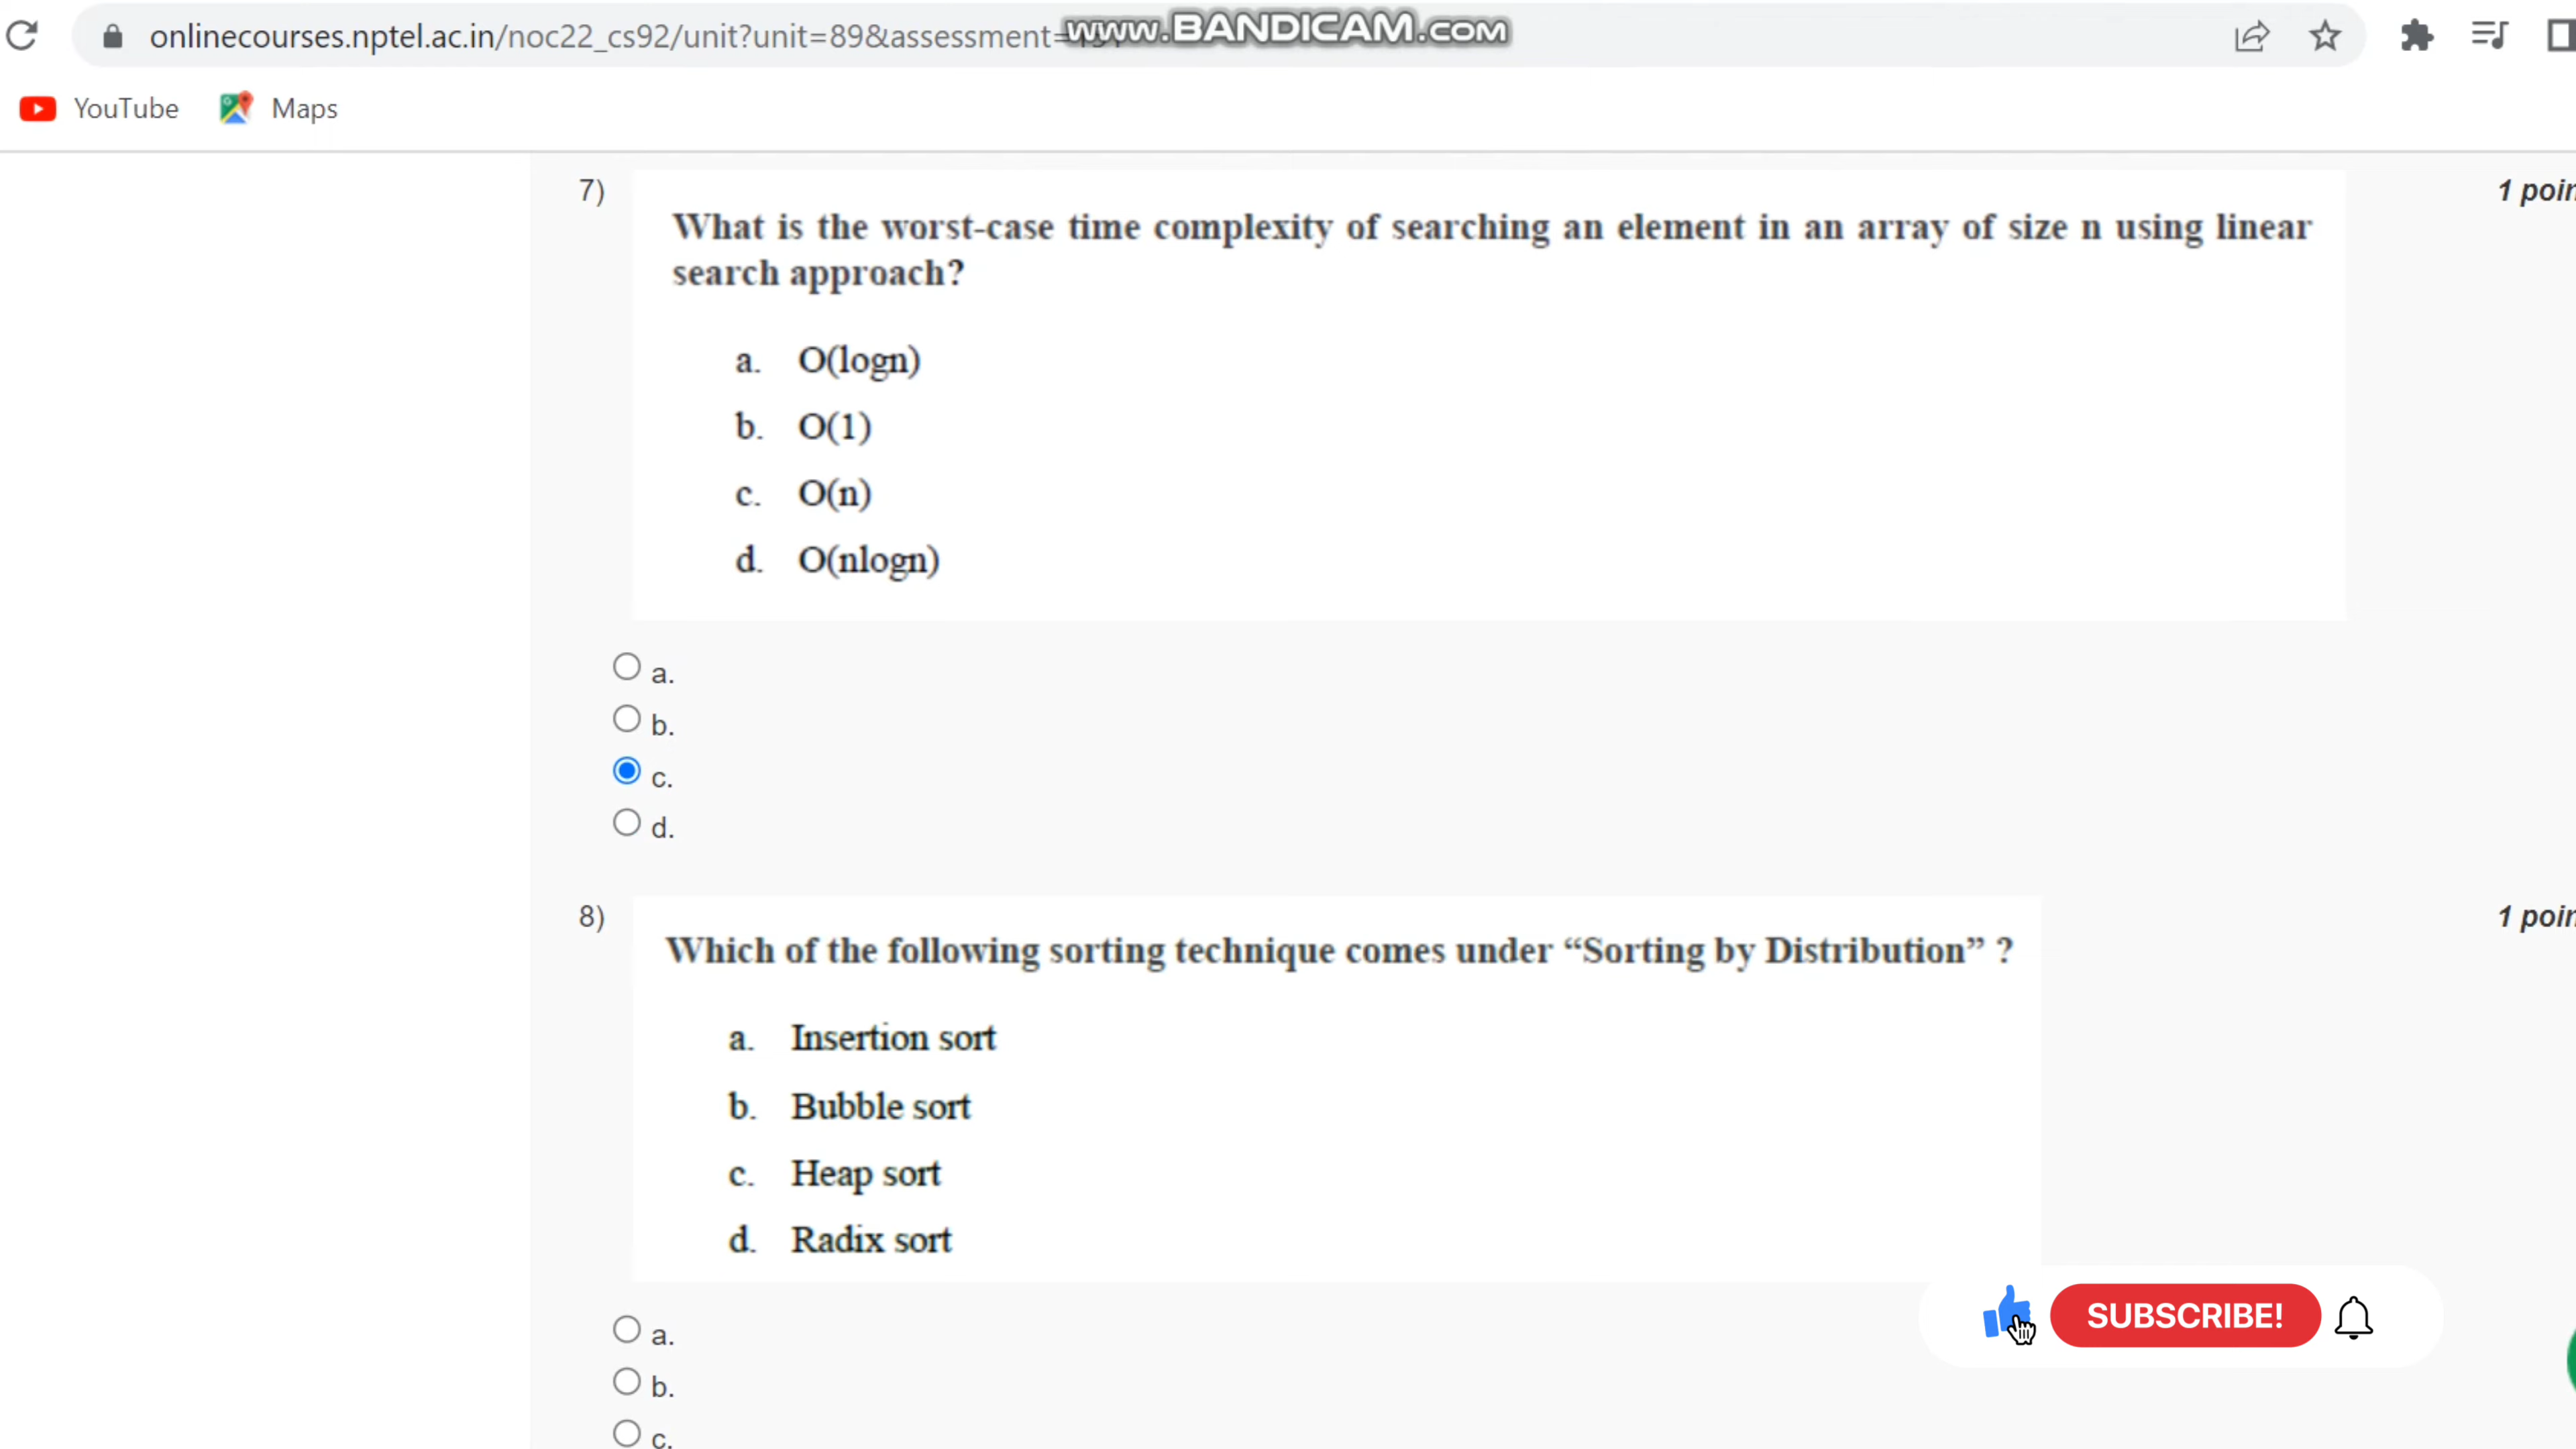 onlinecourses.nptel.ac.in/noc22_cs92/unit?unit=89&assessment=
www.BANDICAM.com
YouTube
Maps
7)
1 poin
What is the worst-case time complexity of searching an element in an array of size n using linear
search approach?
a. O(logn)
b. O(1)
c. O(n)
d. O(nlogn)
a.
b.
c.
d.
8)
1 poin
Which of the following sorting technique comes under “Sorting by Distribution” ?
a. Insertion sort
b. Bubble sort
c. Heap sort
d. Radix sort
SUBSCRIBE!
a.
b.
c.